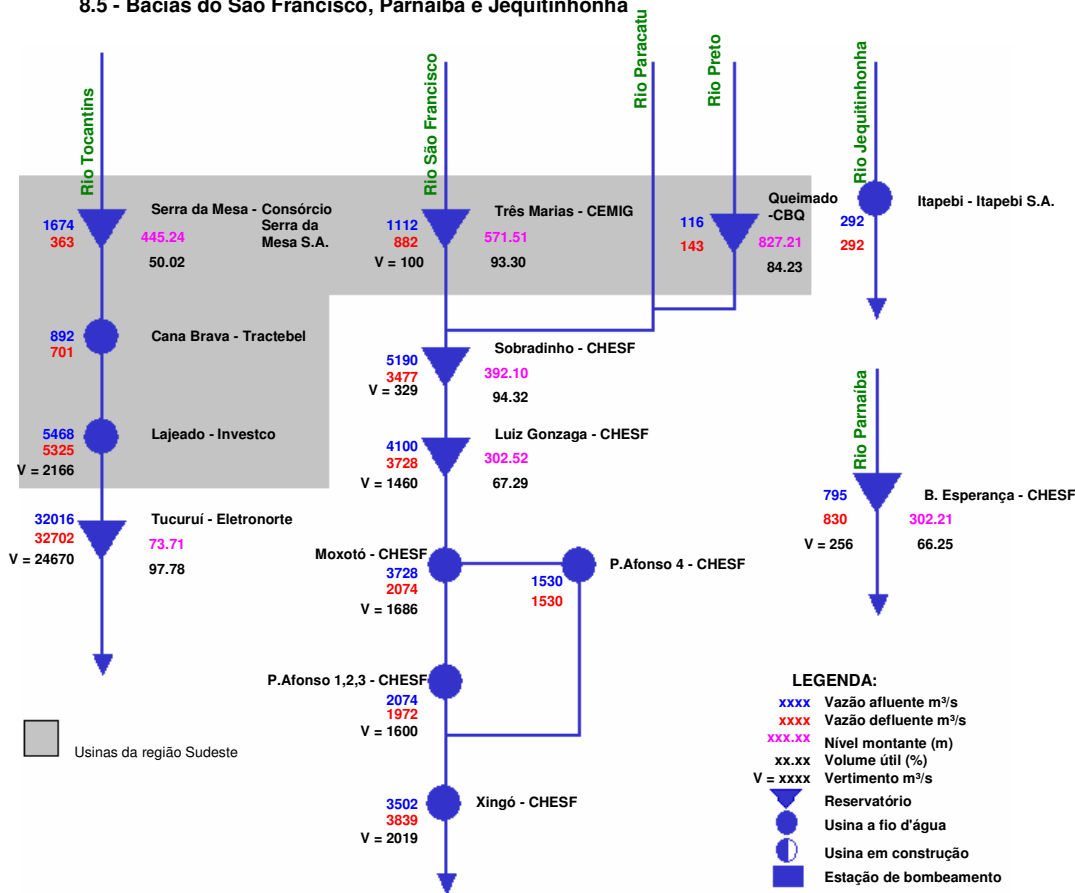 8.5 - Bacias do São Francisco, Parnaíba e Jequitinhonha
Rio Tocantins
Rio São Francisco
Rio Paracatu
Rio Preto
Rio Jequitinhonha
Serra da Mesa - Consórcio
Serra da
Mesa S.A.
1674
363
445.24
50.02
Três Marias - CEMIG
1112
882
V = 100
571.51
93.30
Queimado
-CBQ
116
143
827.21
84.23
Itapebi - Itapebi S.A.
292
292
892
701
Cana Brava - Tractebel
Sobradinho - CHESF
5190
3477
V = 329
392.10
94.32
5468
5325
V = 2166
Lajeado - Investco
Luiz Gonzaga - CHESF
4100
3728
V = 1460
302.52
67.29
Rio Parnaíba
795
830
V = 256
B. Esperança - CHESF
302.21
66.25
32016
32702
V = 24670
Tucuruí - Eletronorte
73.71
97.78
Moxotó - CHESF
3728
2074
V = 1686
1530
1530
P.Afonso 4 - CHESF
P.Afonso 1,2,3 - CHESF
2074
1972
V = 1600
Usinas da região Sudeste
3502
3839
V = 2019
Xingó - CHESF
LEGENDA:
xxxx Vazão afluente m³/s
xxxx Vazão defluente m³/s
xxx.xx Nível montante (m)
xx.xx Volume útil (%)
V = xxxx Vertimento m³/s
Reservatório
Usina a fio d'água
Usina em construção
Estação de bombeamento